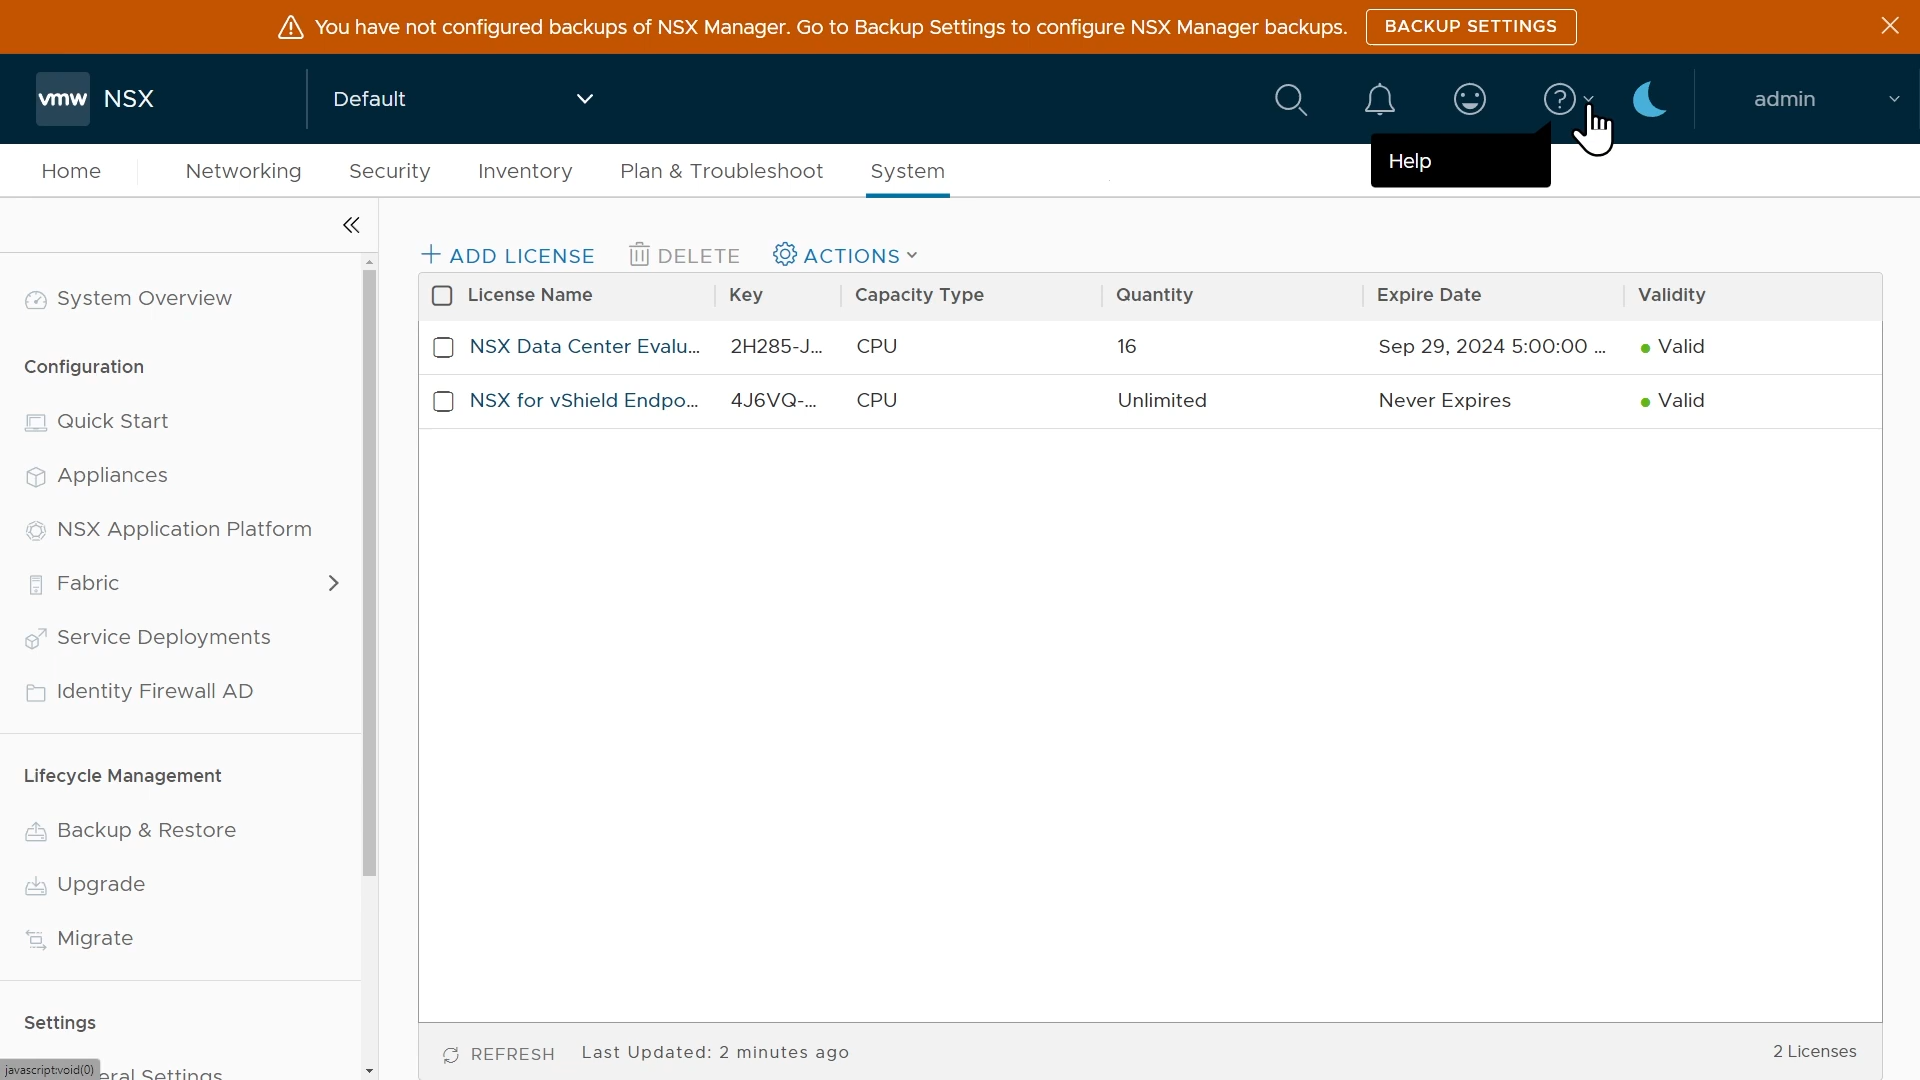 You have not configured backups of NSX Manager. Go to Backup Settings to configure NSX Manager backups. BACKUP SETTINGS
vmw NSX Default admin
Help
Home Networking Security Inventory Plan & Troubleshoot System
+ ADD LICENSE DELETE ACTIONS
License Name Key Capacity Type Quantity Expire Date Validity
NSX Data Center Evalu... 2H285-J... CPU 16 Sep 29, 2024 5:00:00 ... Valid
NSX for vShield Endpo... 4J6VQ-... CPU Unlimited Never Expires Valid
System Overview
Configuration
Quick Start
Appliances
NSX Application Platform
Fabric
Service Deployments
Identity Firewall AD
Lifecycle Management
Backup & Restore
Upgrade
Migrate
Settings
eral Settings
javascript:void(0)
REFRESH Last Updated: 2 minutes ago 2 Licenses